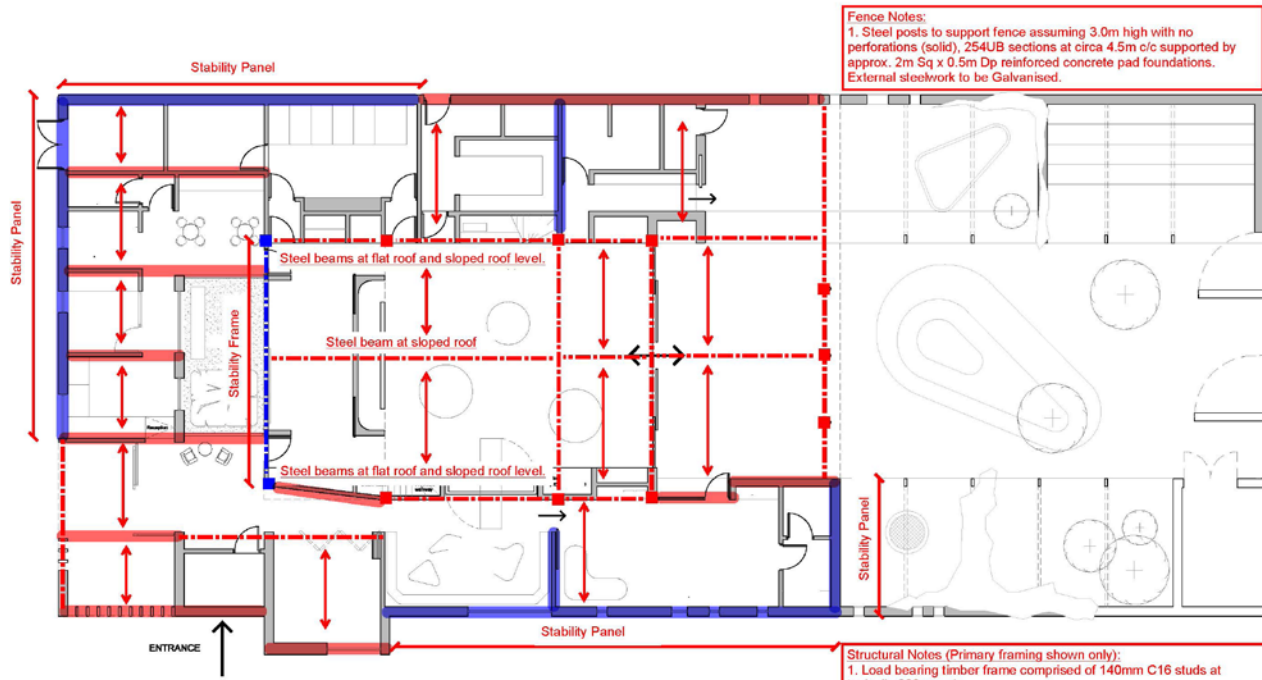 Fence Notes:
1. Steel posts to support fence assuming 3.0m high with no
perforations (solid), 254UB sections at circa 4.5m c/c supported by
approx. 2m Sq x 0.5m Dp reinforced concrete pad foundations.
External steelwork to be Galvanised.
Stability Panel
Stability Panel
Steel beams at flat roof and sloped roof level.
Stability Frame
Steel beam at sloped roof
Reception
Steel beams at flat roof and sloped roof level.
Stability Panel
Stability Panel
ENTRANCE
Structural Notes (Primary framing shown only):
1. Load bearing timber frame comprised of 140mm C16 studs at